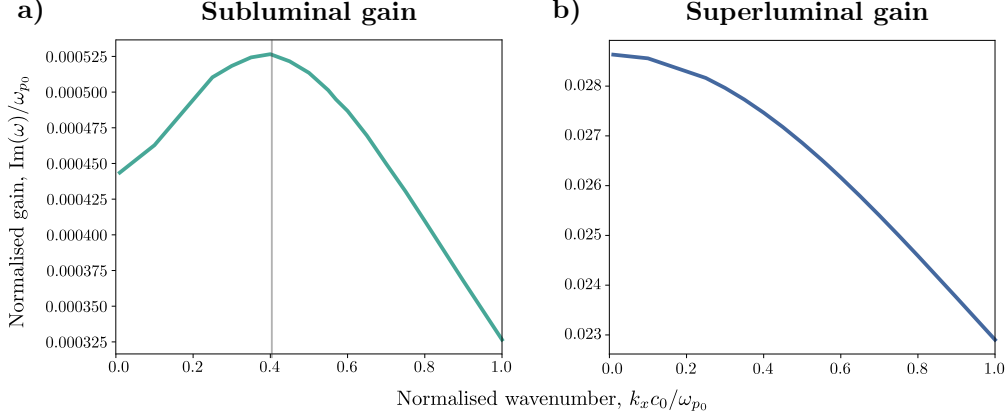 a) Subluminal gain
b) Superluminal gain
Normalised gain, Im(ω)/ω_{p_0}
0.000525
0.000500
0.000475
0.000450
0.000425
0.000400
0.000375
0.000350
0.000325
0.0 0.2 0.4 0.6 0.8 1.0
0.028
0.027
0.026
0.025
0.024
0.023
0.0 0.2 0.4 0.6 0.8 1.0
Normalised wavenumber, k_x c_0/ω_{p_0}